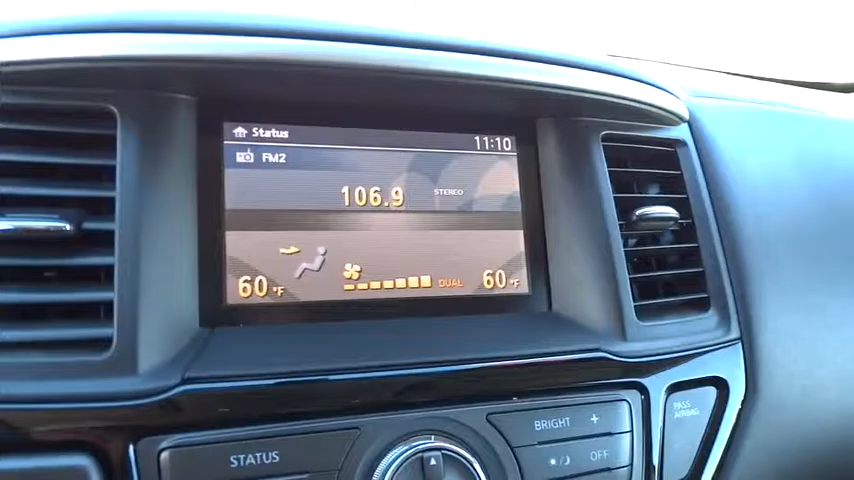 Status
11:10
FM2
106.9 STEREO
60°F DUAL 60°F
BRIGHT +
PASS AIRBAG
STATUS
OFF